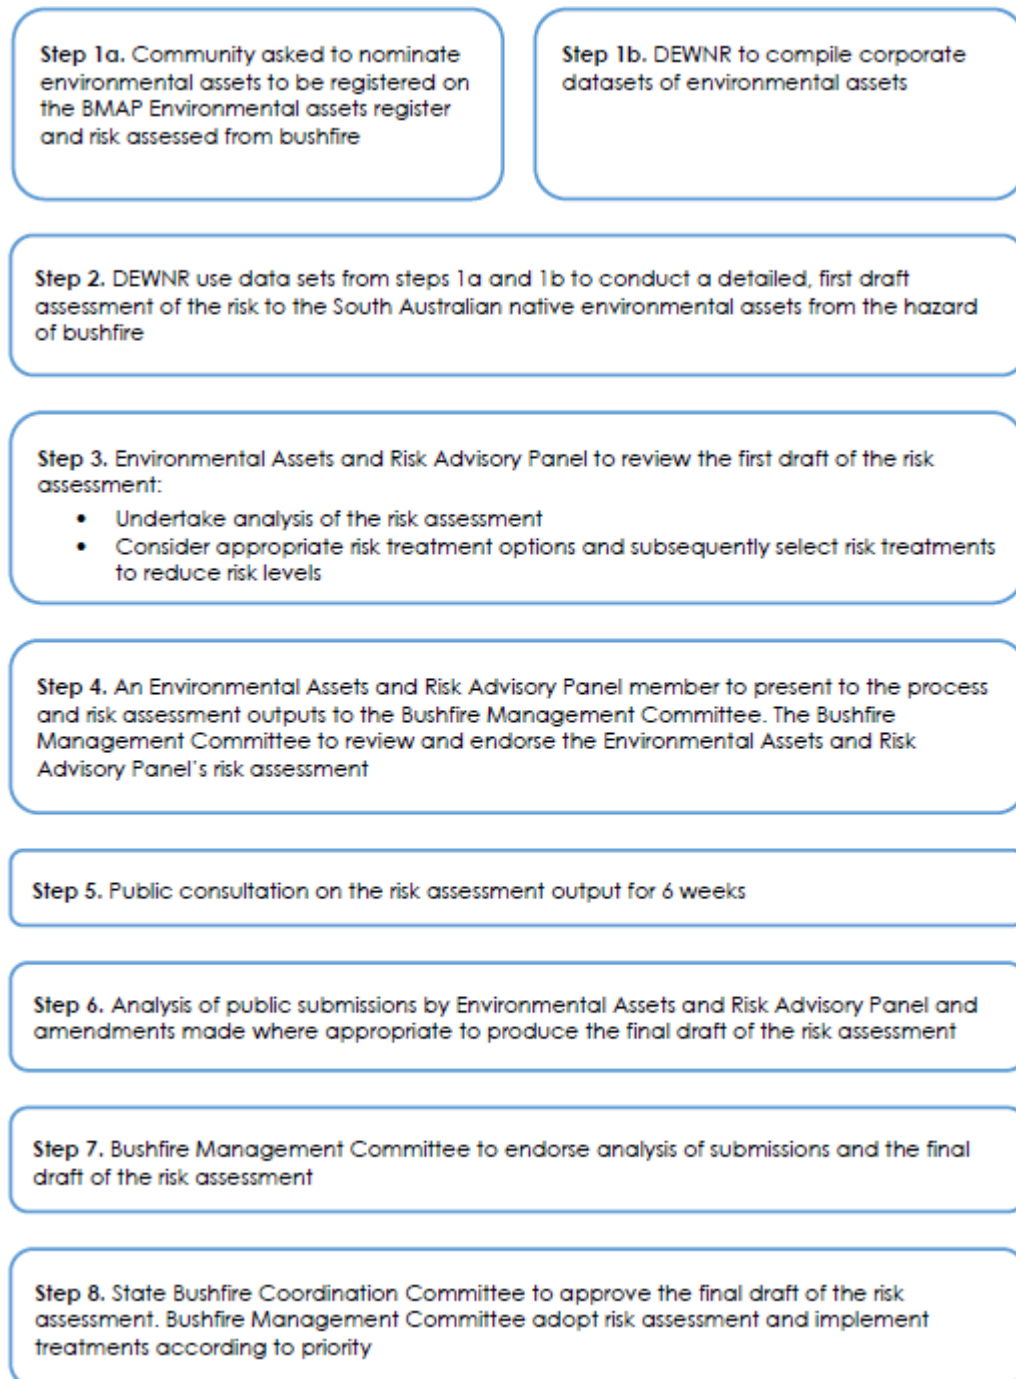 Step 1a. Community asked to nominate
environmental assets to be registered on
the BMAP Environmental assets register
and risk assessed from bushfire
Step 1b. DEWNR to compile corporate
datasets of environmental assets
Step 2. DEWNR use data sets from steps 1a and 1b to conduct a detailed, first draft
assessment of the risk to the South Australian native environmental assets from the hazard
of bushfire
Step 3. Environmental Assets and Risk Advisory Panel to review the first draft of the risk
assessment:
• Undertake analysis of the risk assessment
• Consider appropriate risk treatment options and subsequently select risk treatments
to reduce risk levels
Step 4. An Environmental Assets and Risk Advisory Panel member to present to the process
and risk assessment outputs to the Bushfire Management Committee. The Bushfire
Management Committee to review and endorse the Environmental Assets and Risk
Advisory Panel's risk assessment
Step 5. Public consultation on the risk assessment output for 6 weeks
Step 6. Analysis of public submissions by Environmental Assets and Risk Advisory Panel and
amendments made where appropriate to produce the final draft of the risk assessment
Step 7. Bushfire Management Committee to endorse analysis of submissions and the final
draft of the risk assessment
Step 8. State Bushfire Coordination Committee to approve the final draft of the risk
assessment. Bushfire Management Committee adopt risk assessment and implement
treatments according to priority